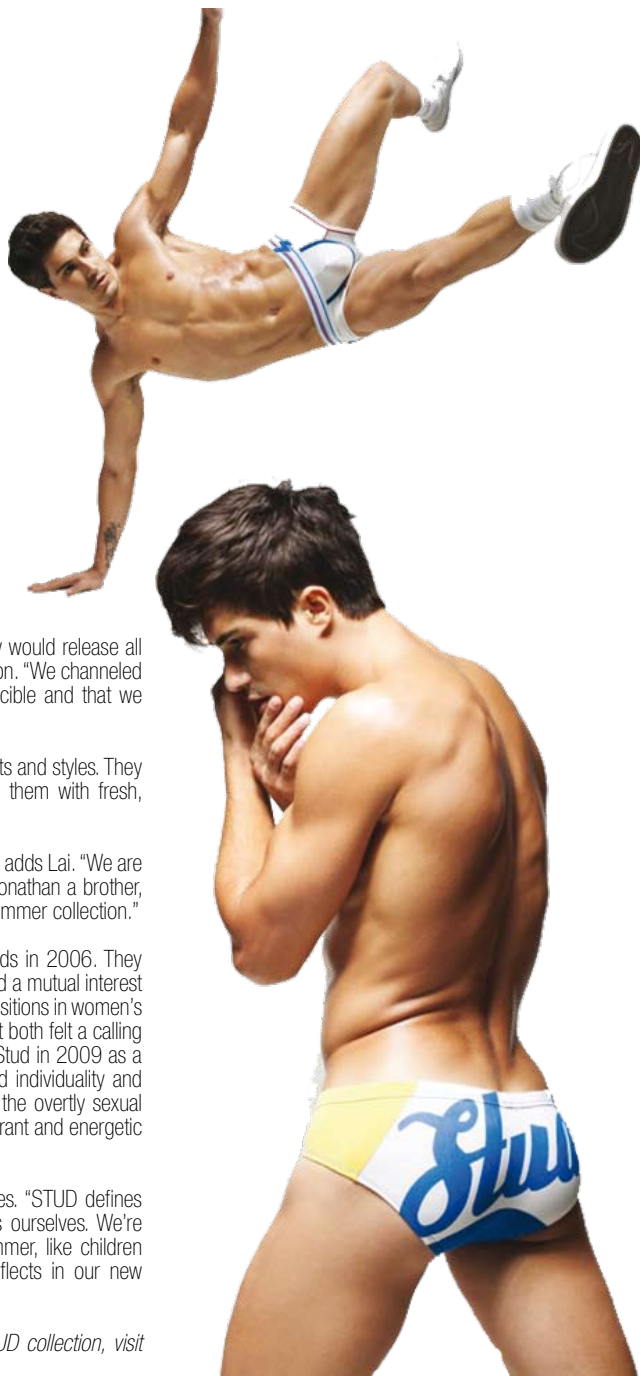 would release all
on. “We channeled
cible and that we
ts and styles. They
them with fresh,
adds Lai. “We are
onathan a brother,
mmer collection.”
ds in 2006. They
d a mutual interest
sitions in women’s
t both felt a calling
Stud in 2009 as a
d individuality and
the overtly sexual
rant and energetic
es. “STUD defines
s ourselves. We’re
mmer, like children
flects in our new
UD collection, visit
Stud